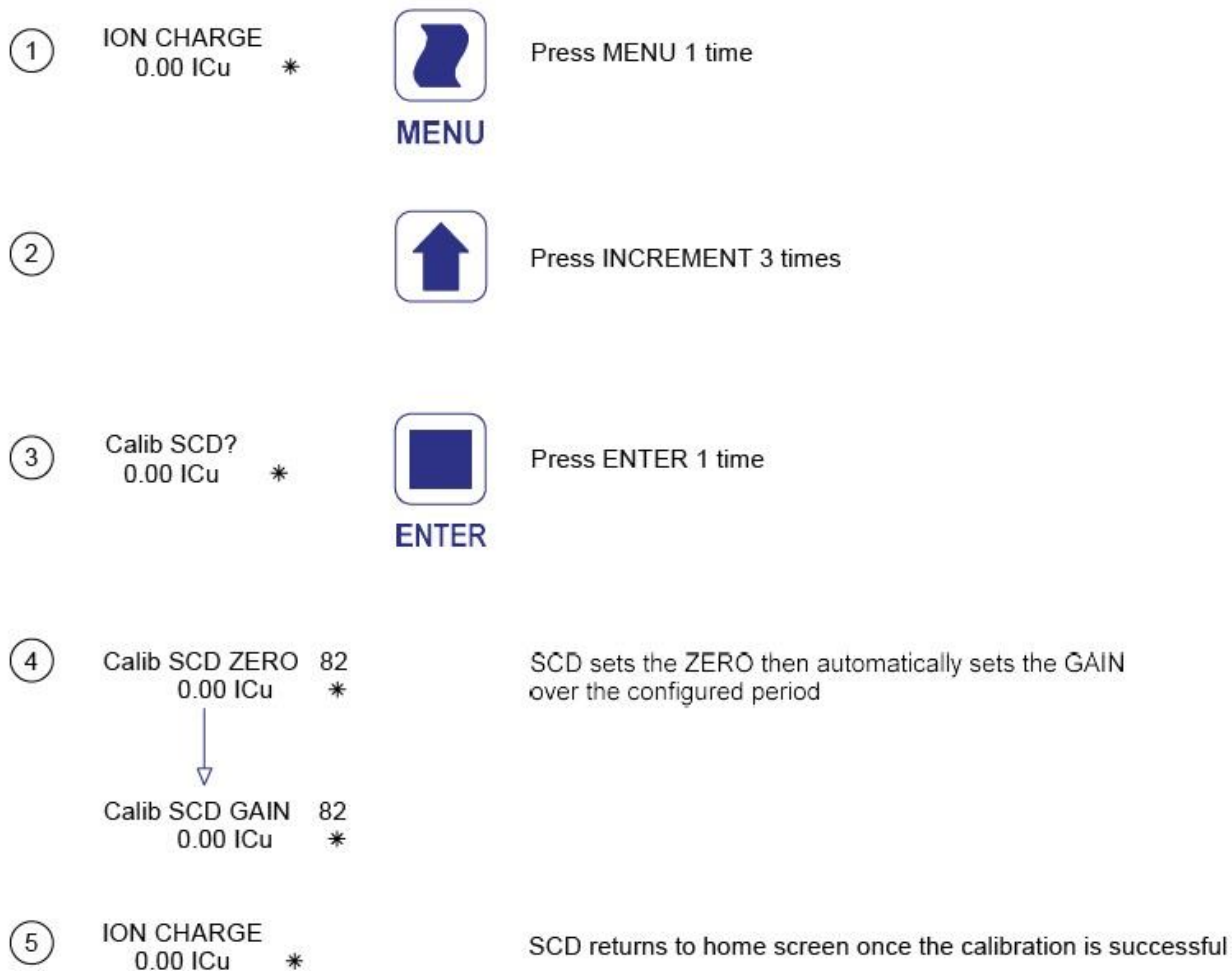 1
ION CHARGE
0.00 ICu *
MENU
Press MENU 1 time
2
Press INCREMENT 3 times
3
Calib SCD?
0.00 ICu *
ENTER
Press ENTER 1 time
4
Calib SCD ZERO 82
0.00 ICu *
SCD sets the ZERO then automatically sets the GAIN
over the configured period
Calib SCD GAIN 82
0.00 ICu *
5
ION CHARGE
0.00 ICu *
SCD returns to home screen once the calibration is successful